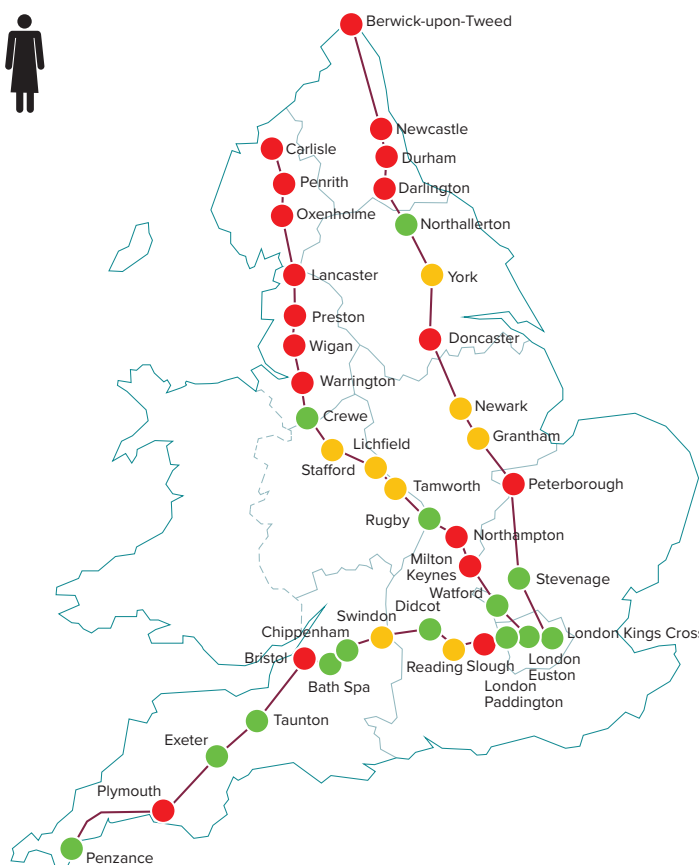 Berwick-upon-Tweed
Newcastle
Carlisle
Durham
Penrith
Darlington
Oxenholme
Northallerton
Lancaster
York
Preston
Doncaster
Wigan
Warrington
Newark
Crewe
Grantham
Lichfield
Stafford
Tamworth
Peterborough
Rugby
Northampton
Milton
Keynes
Stevenage
Watford
Didcot
Swindon
Chippenham
London Kings Cross
Bristol
Reading
Slough
London
Euston
Bath Spa
London
Paddington
Taunton
Exeter
Plymouth
Penzance